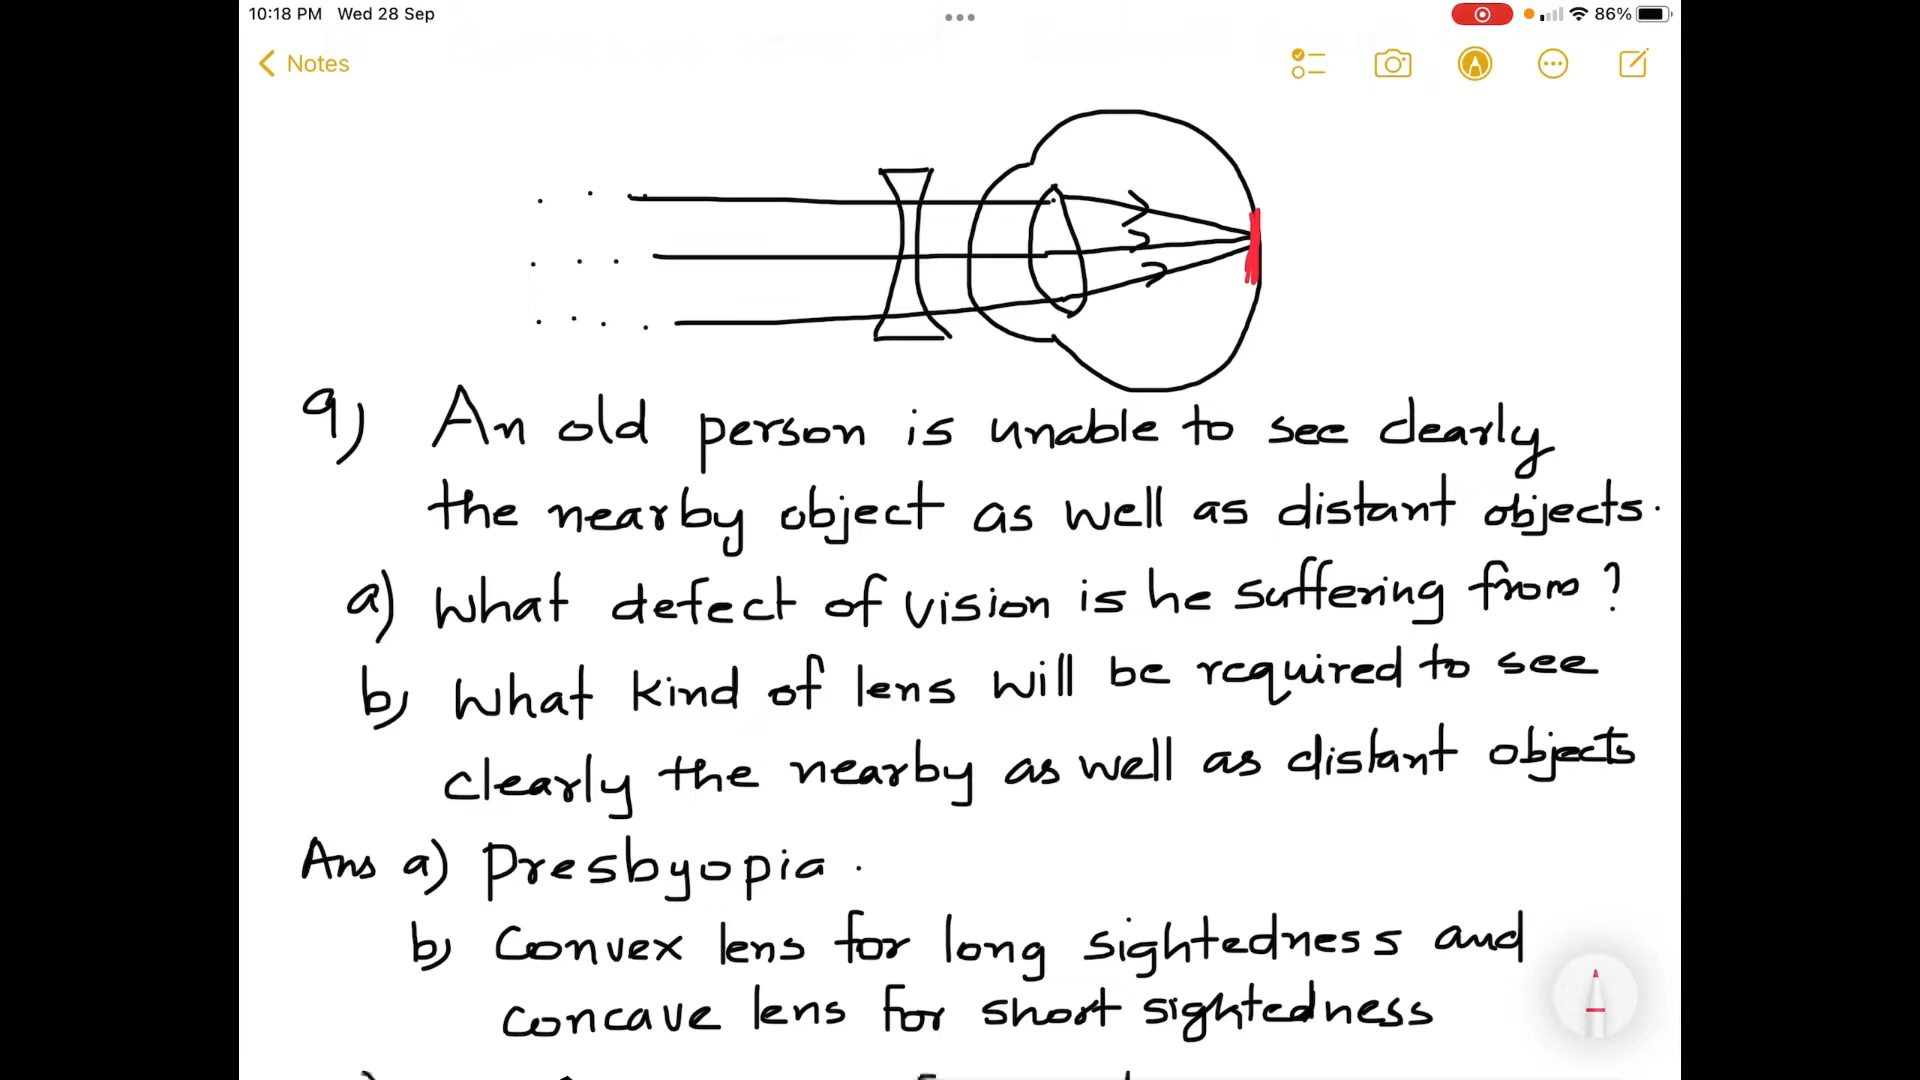 10:18 PM Wed 28 Sep
86%
Notes
9) An old person is unable to see clearly
the nearby object as well as distant objects.
a) What defect of vision is he suffering from ?
b) What kind of lens will be required to see
clearly the nearby as well as distant objects
Ans a) Presbyopia .
b) Convex lens for long sightedness and
concave lens for short sightedness